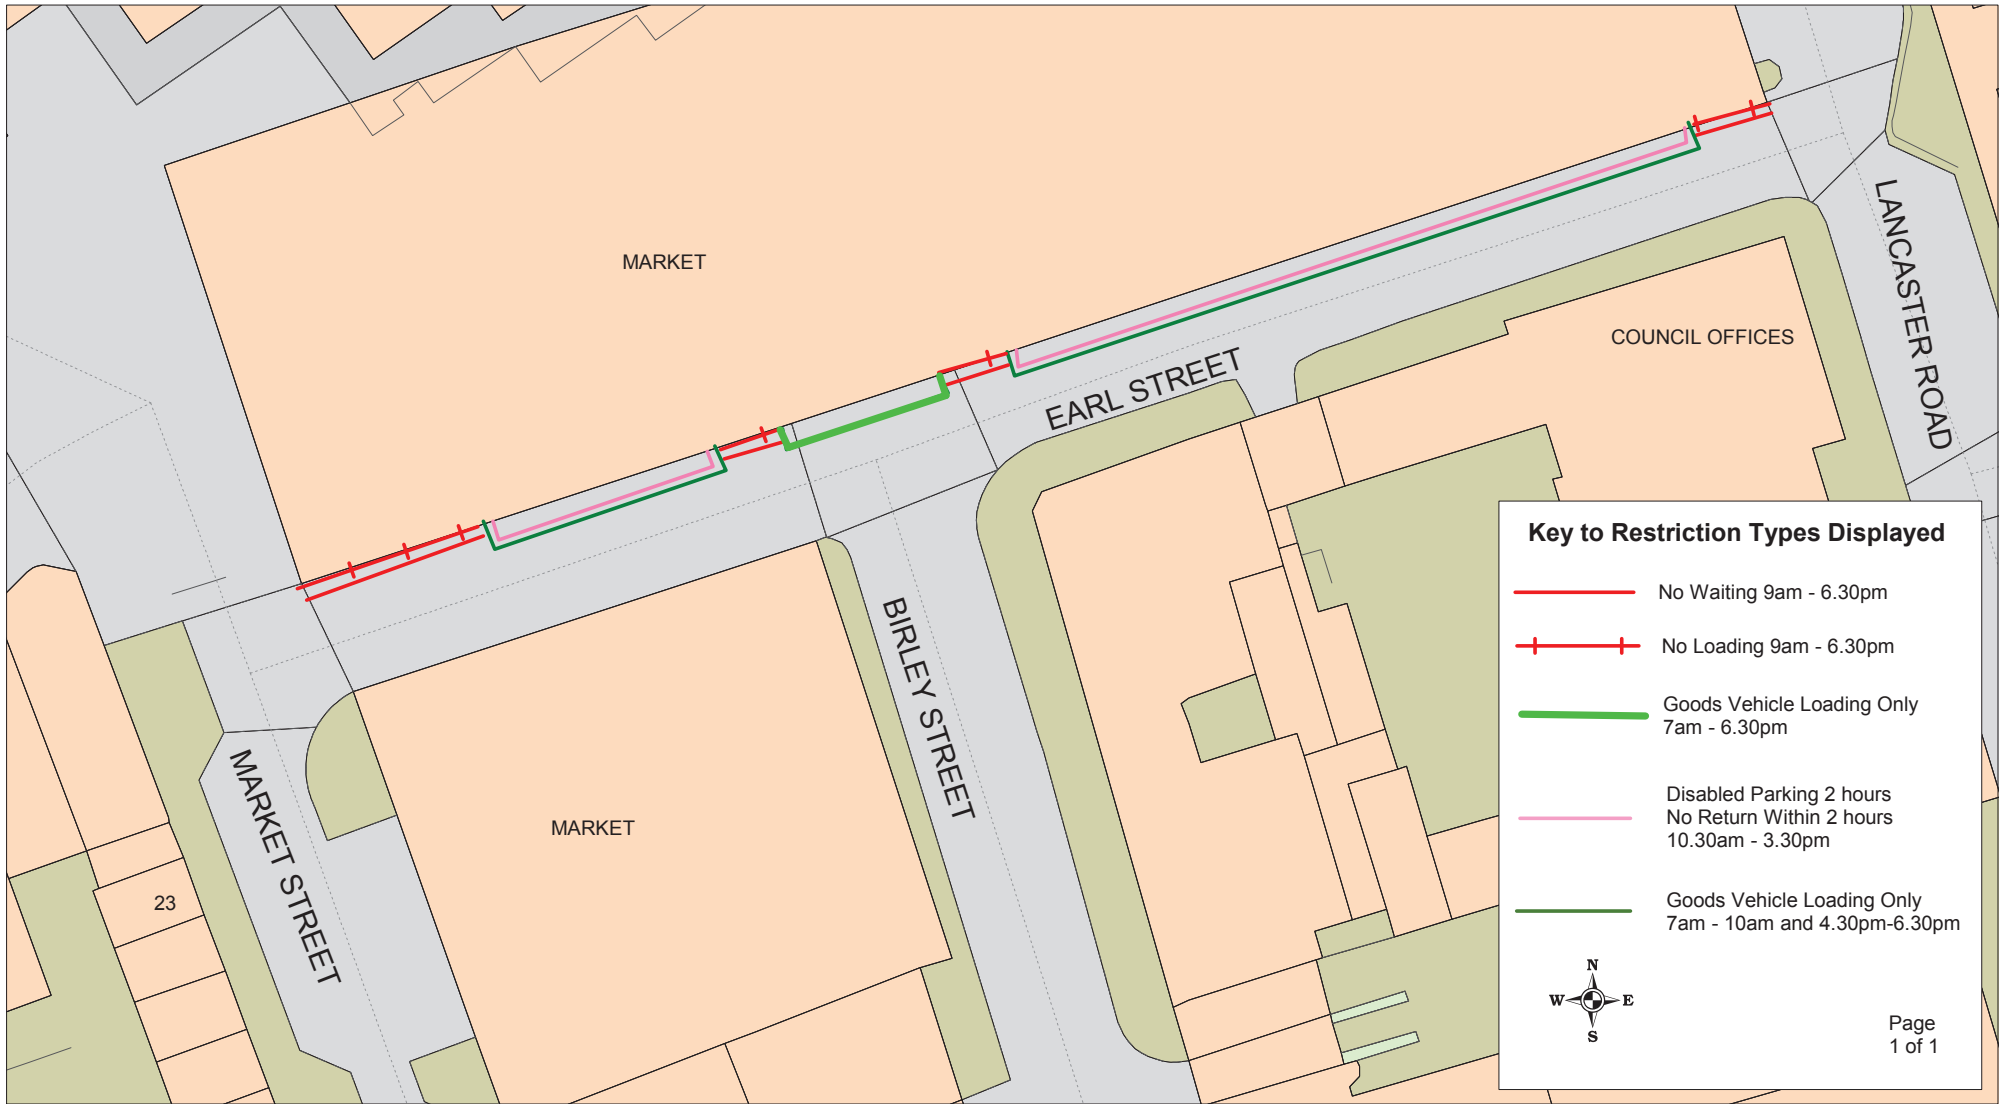 MARKET
COUNCIL OFFICES
LANCASTER ROAD
EARL STREET
BIRLEY STREET
MARKET STREET
MARKET
23
Key to Restriction Types Displayed
No Waiting 9am - 6.30pm
No Loading 9am - 6.30pm
Goods Vehicle Loading Only
7am - 6.30pm
Disabled Parking 2 hours
No Return Within 2 hours
10.30am - 3.30pm
Goods Vehicle Loading Only
7am - 10am and 4.30pm-6.30pm
N
W E
S
Page
1 of 1